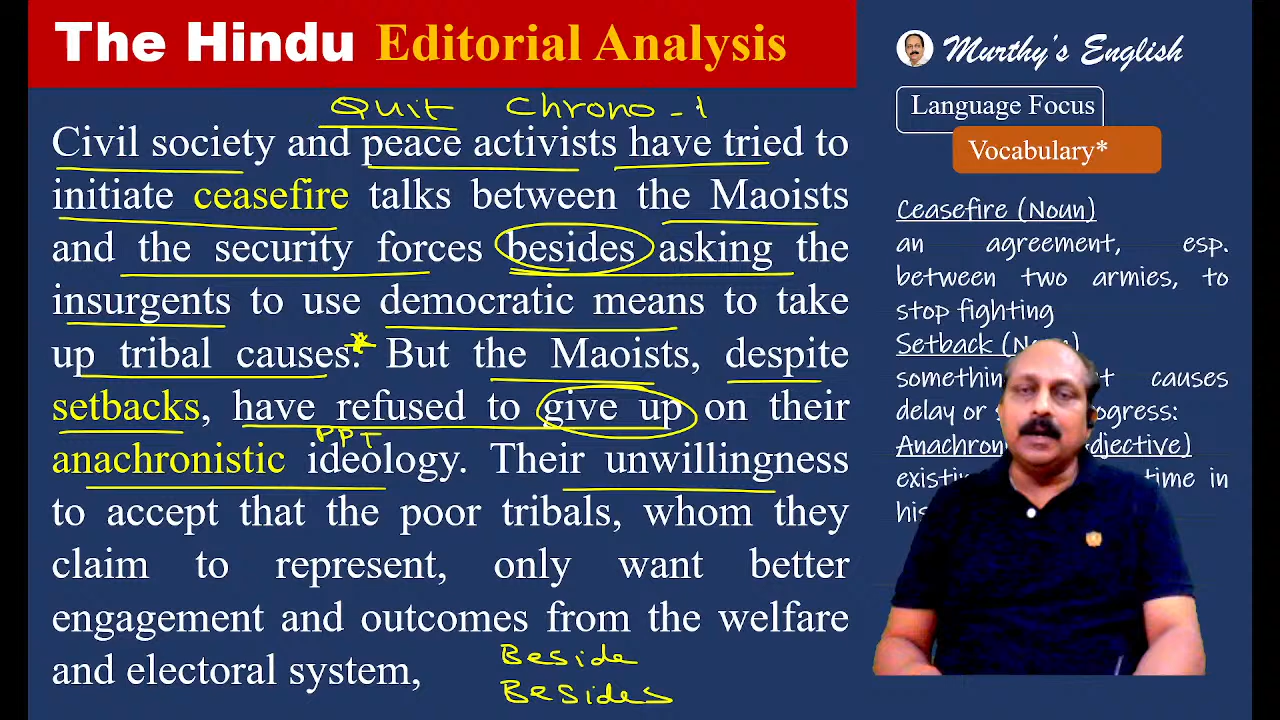 The Hindu Editorial Analysis
Quit Chrono - 1
Civil society and peace activists have tried to
initiate ceasefire talks between the Maoists
and the security forces besides asking the
insurgents to use democratic means to take
up tribal causes.*
But the Maoists, despite
setbacks, have refused to give up on their
PPT
anachronistic ideology. Their unwillingness
to accept that the poor tribals, whom they
claim to represent, only want better
engagement and outcomes from the welfare
and electoral system,
Beside
Besides
Murthy's English
Language Focus
Vocabulary*
Ceasefire (Noun)
an agreement, esp.
between two armies, to
stop fighting
Setback
causes
delay or
existing time in